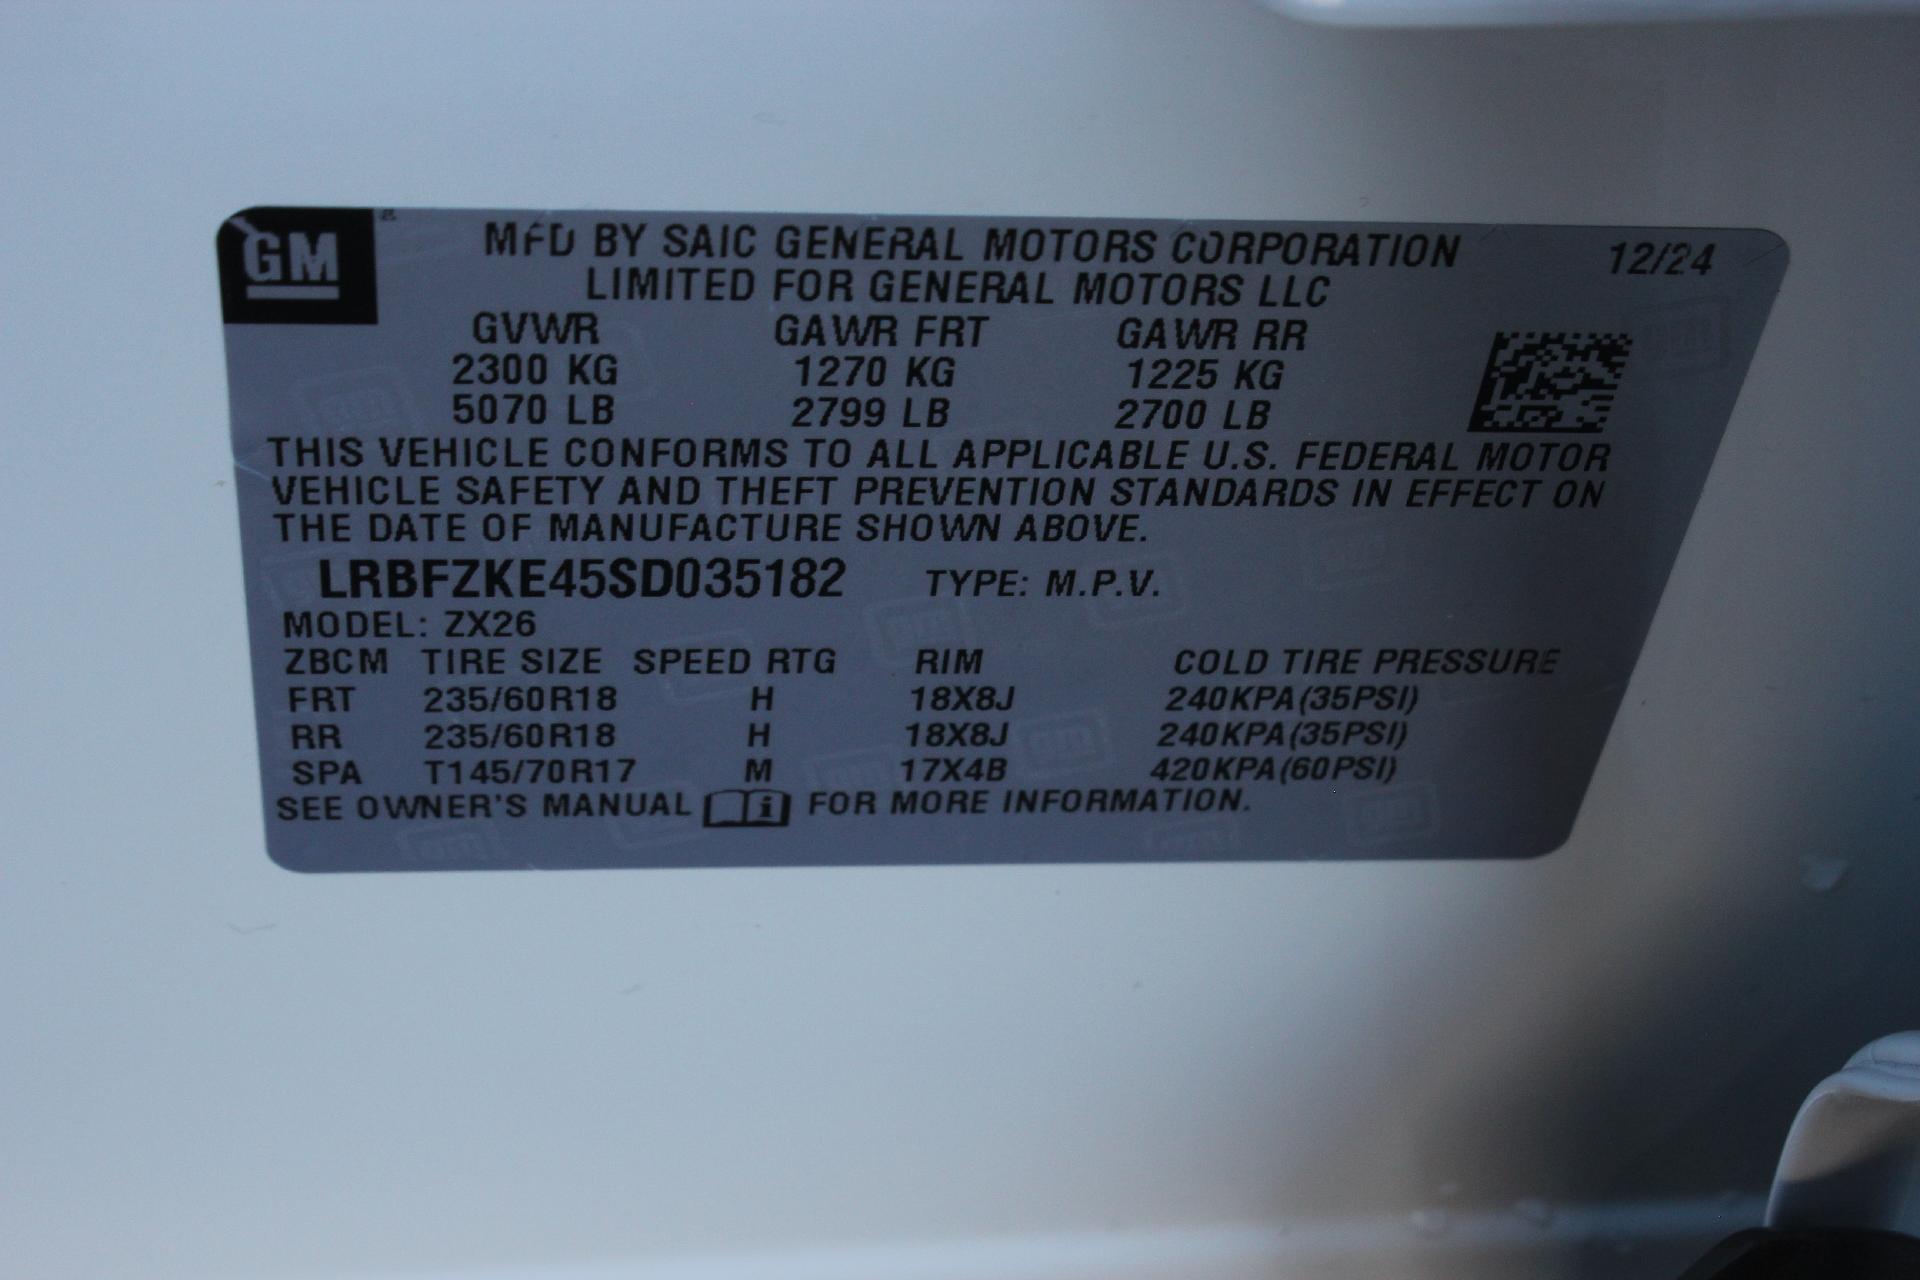 GM
MFD BY SAIC GENERAL MOTORS CORPORATION 12/24
LIMITED FOR GENERAL MOTORS LLC
GVWR GAWR FRT GAWR RR
2300 KG 1270 KG 1225 KG
5070 LB 2799 LB 2700 LB
THIS VEHICLE CONFORMS TO ALL APPLICABLE U.S. FEDERAL MOTOR
VEHICLE SAFETY AND THEFT PREVENTION STANDARDS IN EFFECT ON
THE DATE OF MANUFACTURE SHOWN ABOVE.
LRBFZKE45SD035182 TYPE: M.P.V.
MODEL: ZX26
ZBCM TIRE SIZE SPEED RTG RIM COLD TIRE PRESSURE
FRT 235/60R18 H 18X8J 240KPA(35PSI)
RR 235/60R18 H 18X8J 240KPA(35PSI)
SPA T145/70R17 M 17X4B 420KPA(60PSI)
SEE OWNER'S MANUAL i FOR MORE INFORMATION.